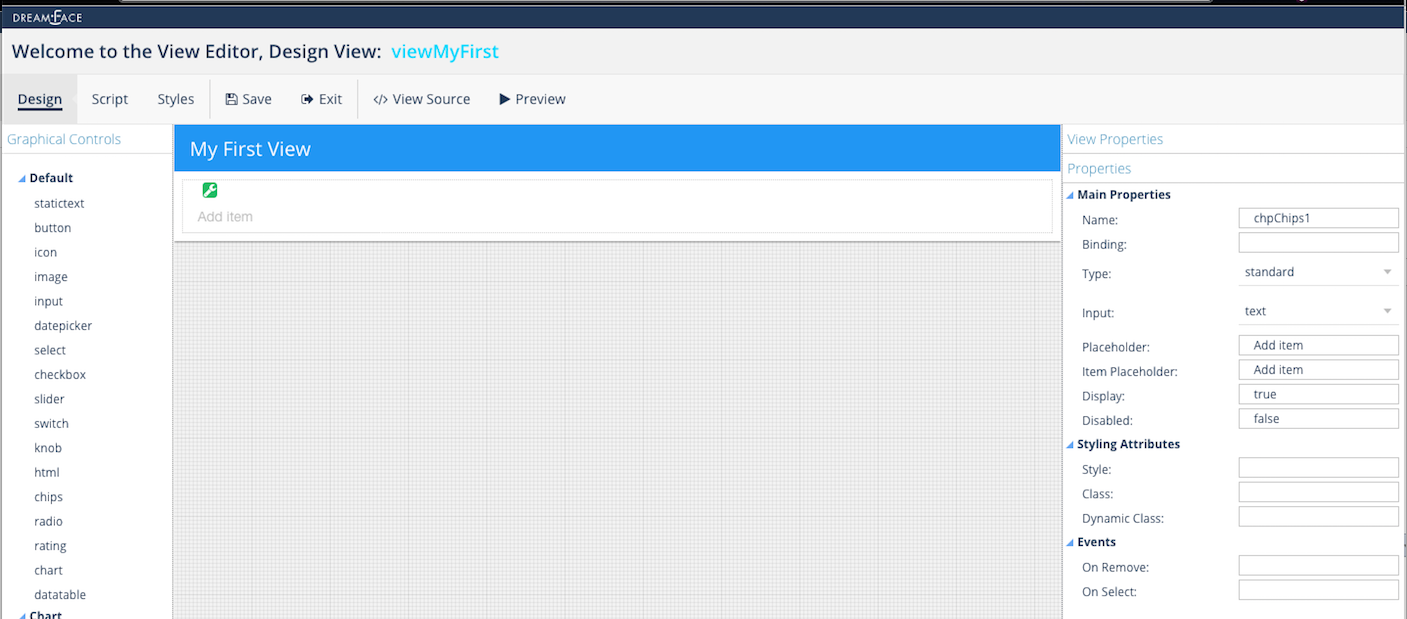 DREAMFACE
Welcome to the View Editor, Design View: viewMyFirst
Design Script Styles Save Exit </> View Source Preview
Graphical Controls
Default
statictext
button
icon
image
input
datepicker
select
checkbox
slider
switch
knob
html
chips
radio
rating
chart
datatable
Chart
My First View
Add item
View Properties
Properties
Main Properties
Name: chpChips1
Binding:
Type: standard
Input: text
Placeholder: Add item
Item Placeholder: Add item
Display: true
Disabled: false
Styling Attributes
Style:
Class:
Dynamic Class:
Events
On Remove:
On Select: